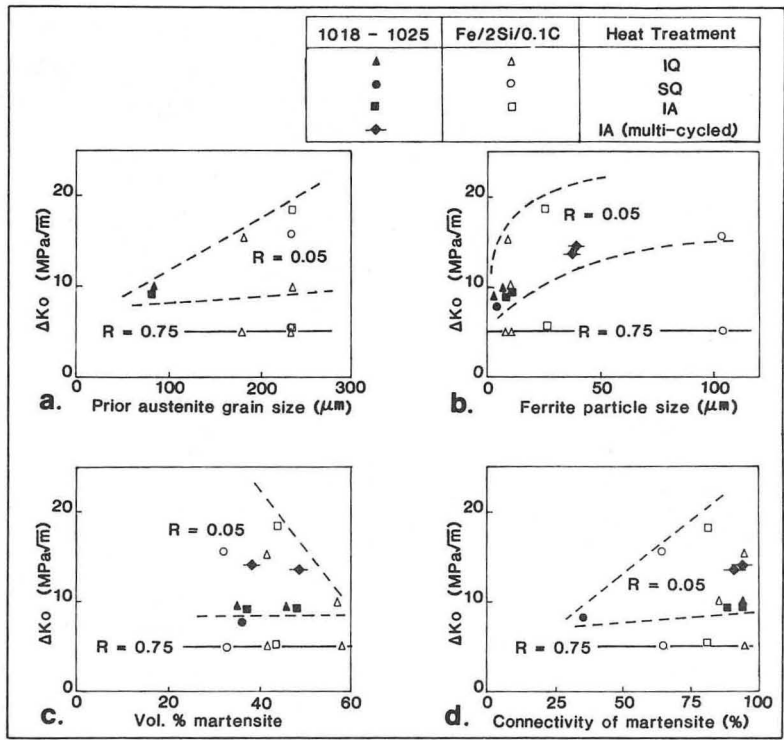 1018 - 1025 Fe/2Si/0.1C Heat Treatment
IQ
SQ
IA
IA (multi-cycled)
ΔKo (MPa√m)
20
10
0
R = 0.05
R = 0.75
0 100 200 300
a. Prior austenite grain size (μm)
ΔKo (MPa√m)
20
10
0
R = 0.05
R = 0.75
0 50 100
b. Ferrite particle size (μm)
ΔKo (MPa√m)
20
10
0
R = 0.05
R = 0.75
0 20 40 60
c. Vol. % martensite
ΔKo (MPa√m)
20
10
0
R = 0.05
R = 0.75
0 25 50 75 100
d. Connectivity of martensite (%)